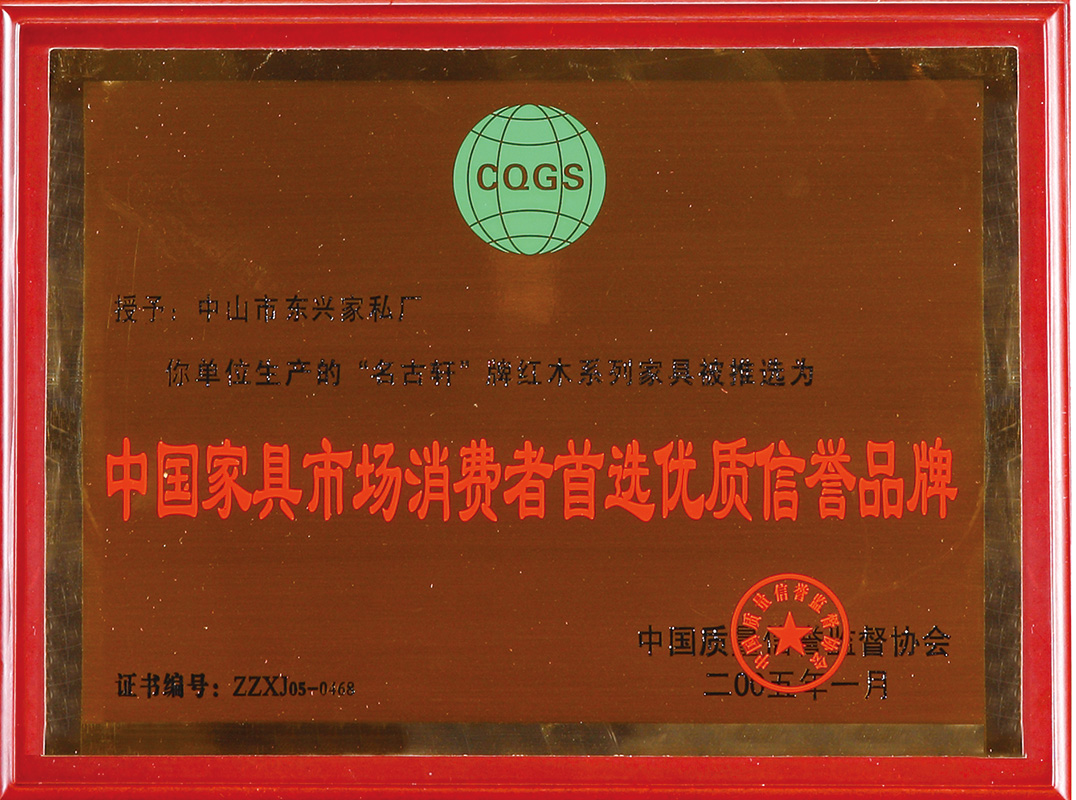 CQGS
授予：中山市东兴家私厂
你单位生产的“名古轩”牌红木系列家具被推选为
中国家具市场消费者首选优质信誉品牌
中国质量信誉监督协会
中国质量信誉监督协会
二00五年一月
证书编号：ZZXJ05-0468